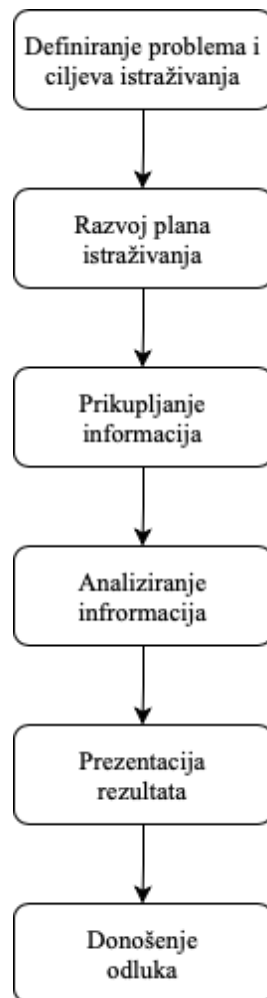 Definiranje problema i
ciljeva istraživanja
Razvoj plana
istraživanja
Prikupljanje
informacija
Analiziranje
infrormacija
Prezentacija
rezultata
Donošenje
odluka